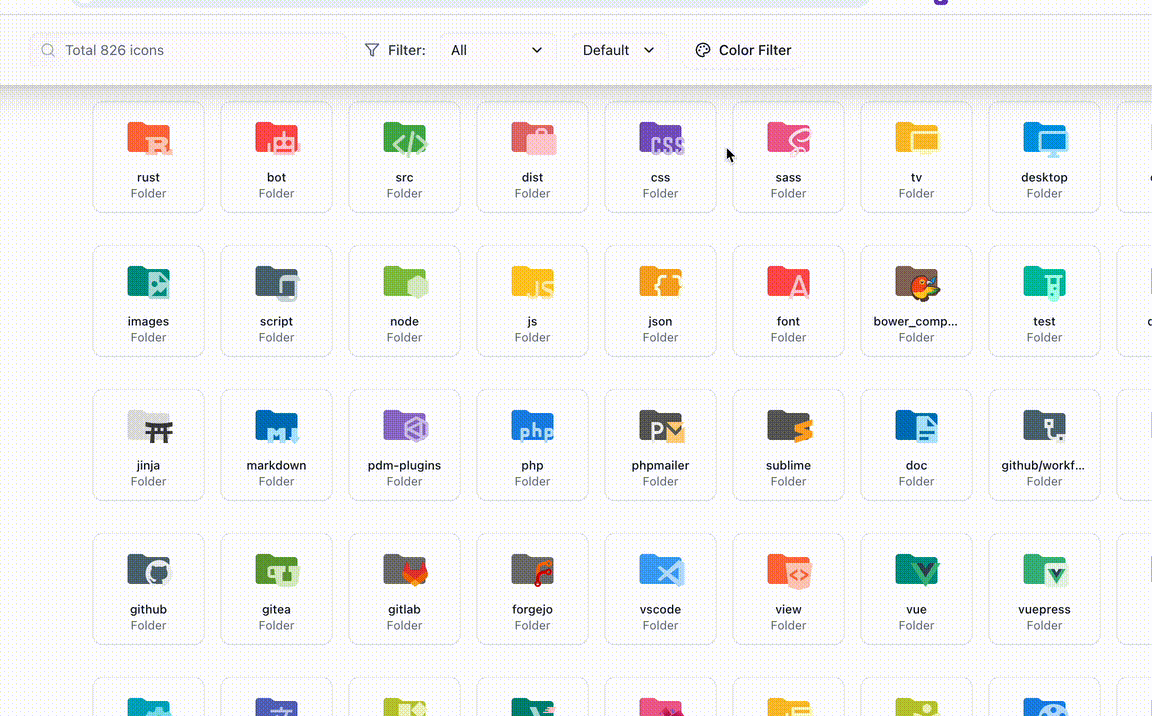 Total 826 icons
Filter:
All
Default
Color Filter
R
</>
CSS
rust
bot
src
dist
css
sass
tv
desktop
Folder
Folder
Folder
Folder
Folder
Folder
Folder
Folder
JS
{}
A
images
script
node
js
json
font
bower_comp...
test
Folder
Folder
Folder
Folder
Folder
Folder
Folder
Folder
php
P
jinja
markdown
pdm-plugins
php
phpmailer
sublime
doc
github/workf...
Folder
Folder
Folder
Folder
Folder
Folder
Folder
Folder
<>
github
gitea
gitlab
forgejo
vscode
view
vue
vuepress
Folder
Folder
Folder
Folder
Folder
Folder
Folder
Folder